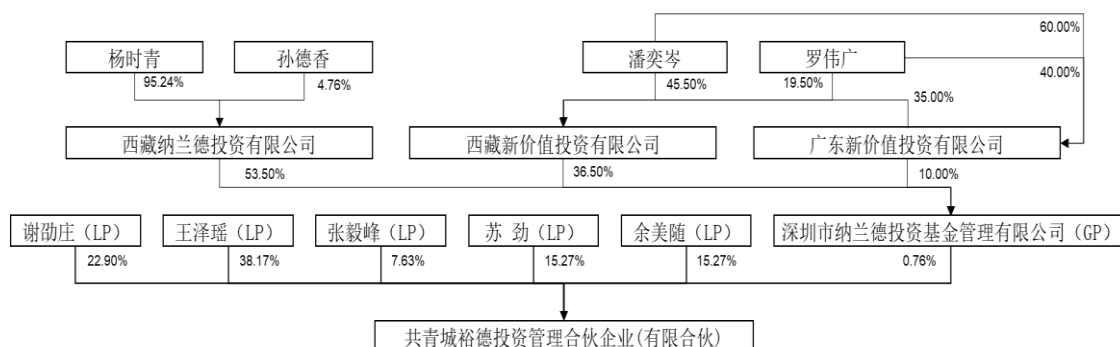 60.00%
杨时青
孙德香
潘奕岑
罗伟广
95.24%
4.76%
45.50%
19.50%
40.00%
35.00%
西藏纳兰德投资有限公司
西藏新价值投资有限公司
广东新价值投资有限公司
53.50%
36.50%
10.00%
谢劭庄（LP）
王泽瑶（LP）
张毅峰（LP）
苏 劲（LP）
余美随（LP）
深圳市纳兰德投资基金管理有限公司（GP）
22.90%
38.17%
7.63%
15.27%
15.27%
0.76%
共青城裕德投资管理合伙企业(有限合伙)